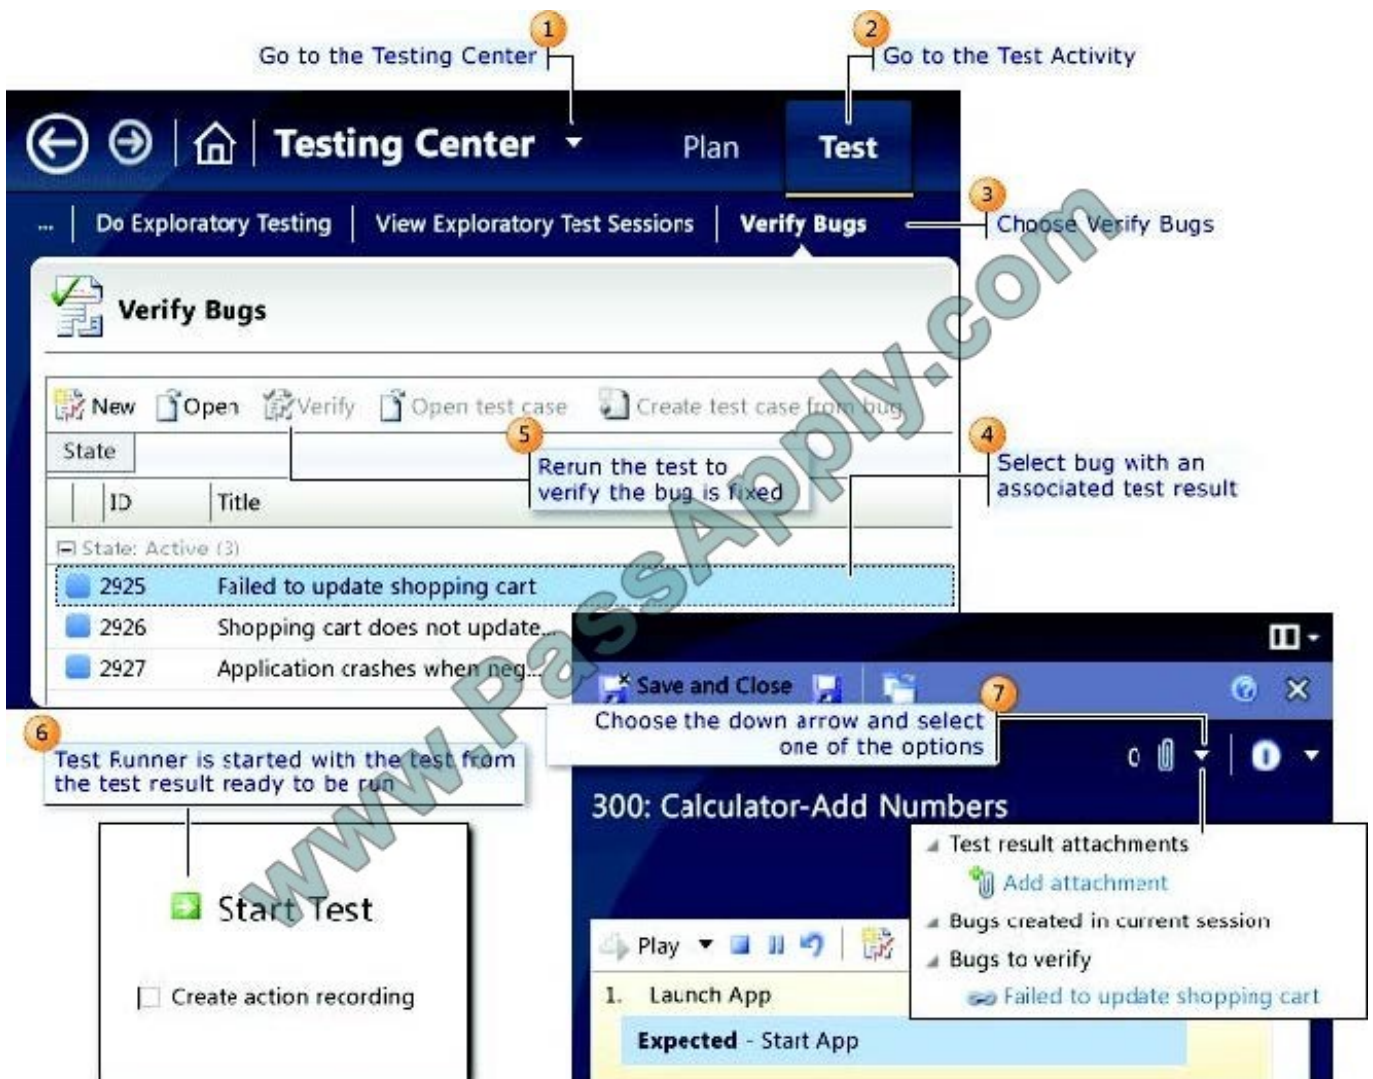 1
Go to the Testing Center
2
Go to the Test Activity
Testing Center
Plan
Test
...
Do Exploratory Testing
View Exploratory Test Sessions
Verify Bugs
3
Choose Verify Bugs
Verify Bugs
New
Open
Verify
Open test case
Create test case from bug
State
5
Rerun the test to
verify the bug is fixed
4
Select bug with an
associated test result
ID
Title
State: Active (3)
2925
Failed to update shopping cart
2926
Shopping cart does not update...
2927
Application crashes when neg...
Save and Close
6
Test Runner is started with the test from
the test result ready to be run
7
Choose the down arrow and select
one of the options
0
300: Calculator-Add Numbers
Test result attachments
Add attachment
Bugs created in current session
Bugs to verify
Failed to update shopping cart
Start Test
Create action recording
Play
1. Launch App
Expected - Start App
www.PassApply.com